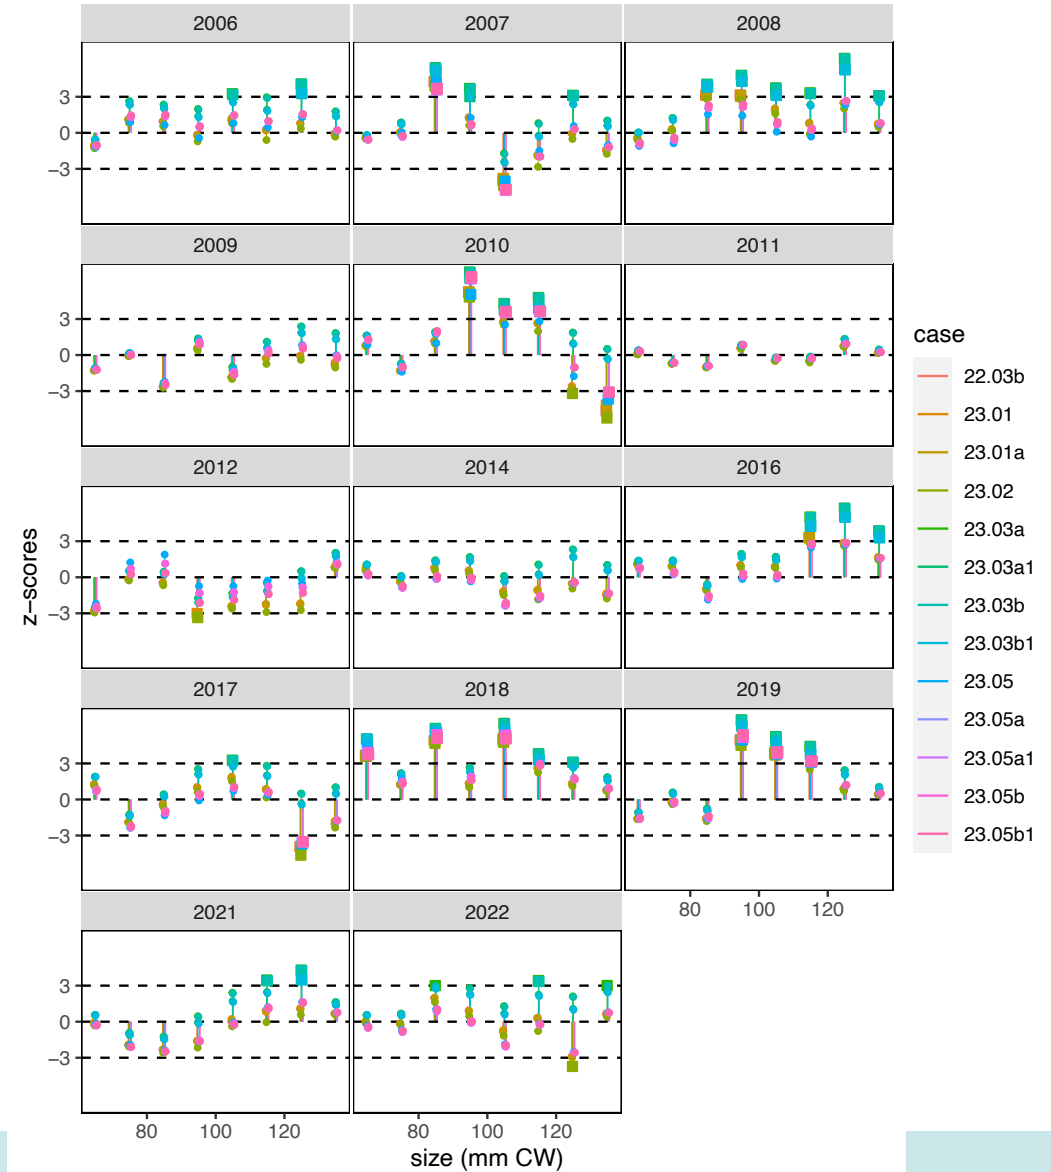 2006 2007 2008
3
0
−3
2009 2010 2011
3
0
−3
2012 2014 2016
3
0
−3
2017 2018 2019
3
0
−3
80 100 120
2021 2022
3
0
−3
80 100 120 80 100 120
size (mm CW)
z−scores
case
22.03b
23.01
23.01a
23.02
23.03a
23.03a1
23.03b
23.03b1
23.05
23.05a
23.05a1
23.05b
23.05b1